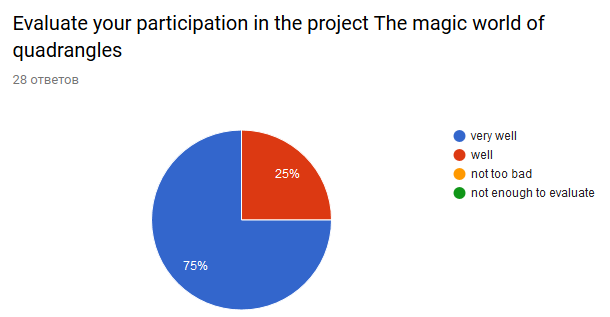 Evaluate your participation in the project The magic world of
quadrangles
28 ответов
very well
well
not too bad
not enough to evaluate
25%
75%